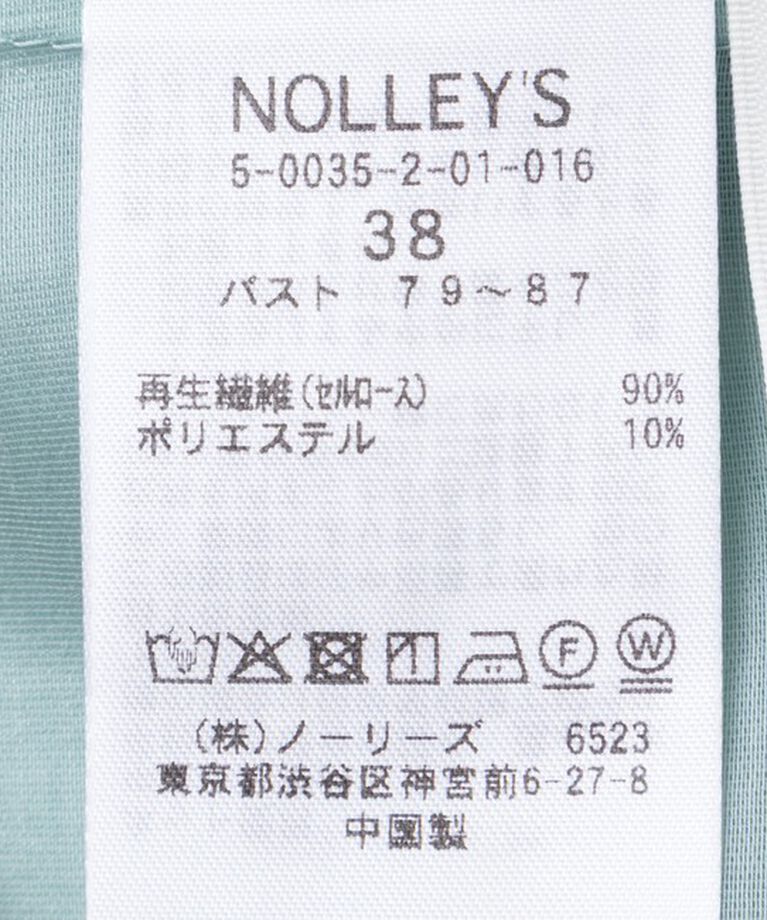 NOLLEY'S
5-0035-2-01-016
38
バスト 79~87
再生繊維(セルロース) 90%
ポリエステル 10%
F W
(株)ノーリーズ 6523
東京都渋谷区神宮前6-27-8
中國製